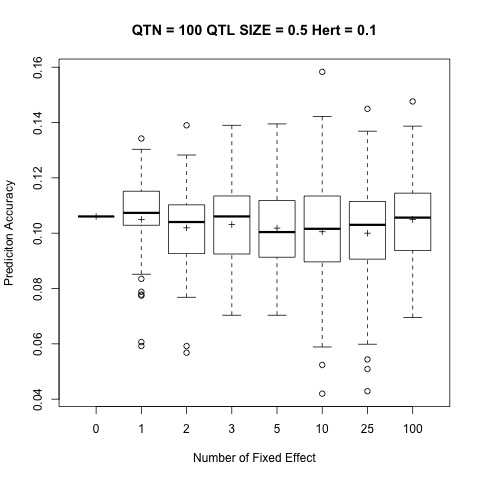 QTN = 100 QTL SIZE = 0.5 Hert = 0.1
Prediciton Accuracy
0.16
0.14
0.12
0.10
0.08
0.06
0.04
0 1 2 3 5 10 25 100
Number of Fixed Effect